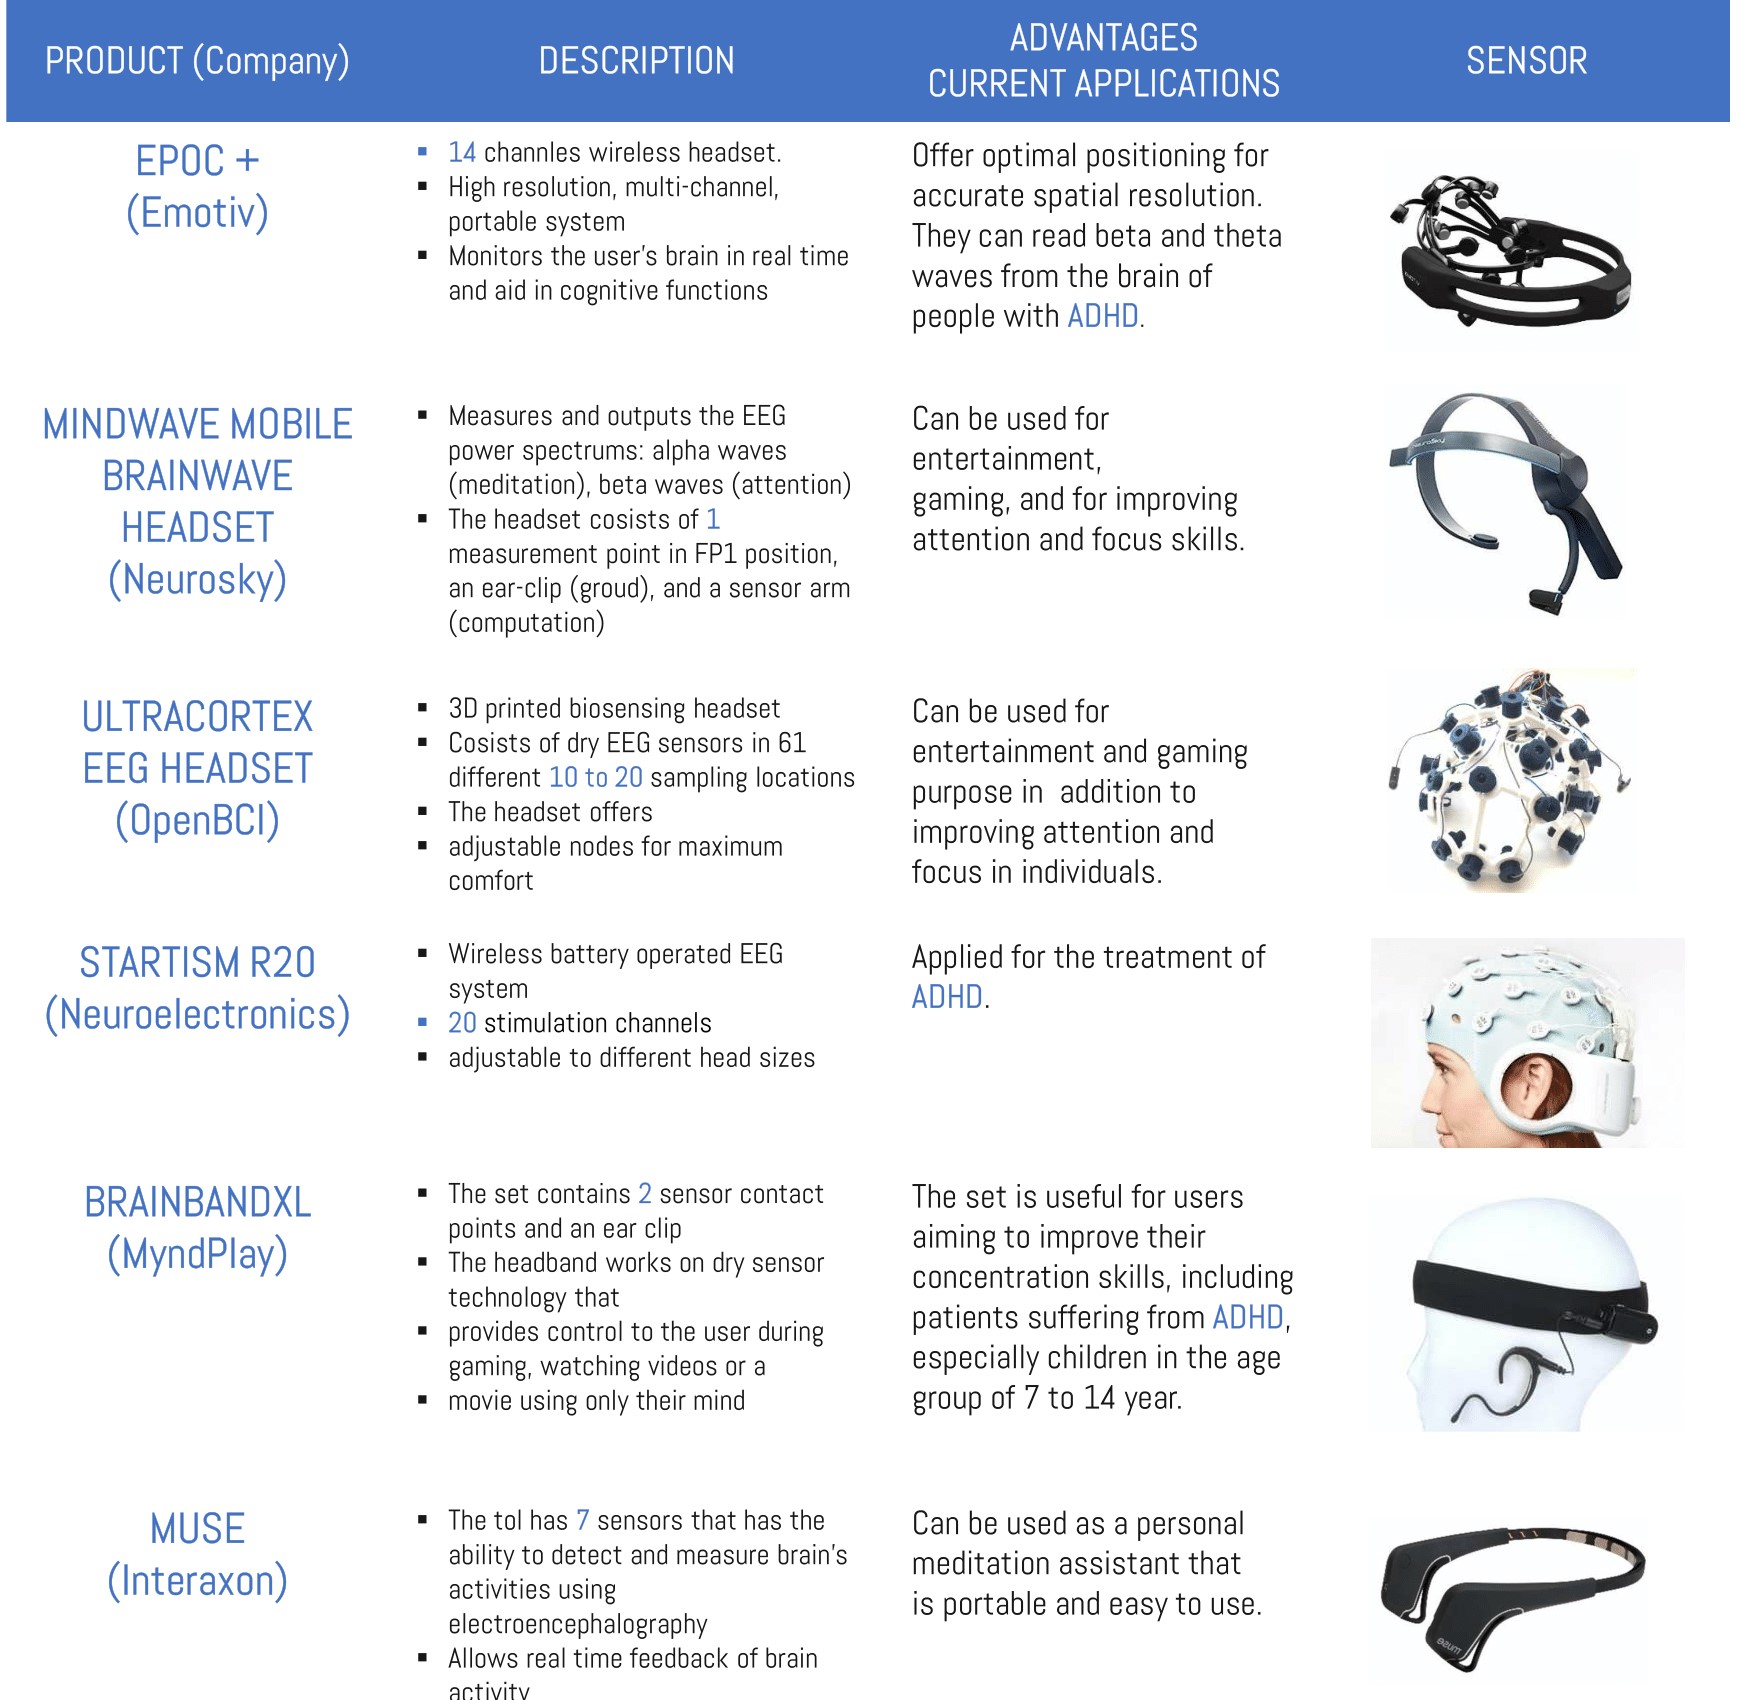 PRODUCT (Company)
DESCRIPTION
ADVANTAGES
CURRENT APPLICATIONS
SENSOR
EPOC +
(Emotiv)
▪ 14 channles wireless headset.
▪ High resolution, multi-channel,
portable system
▪ Monitors the user's brain in real time
and aid in cognitive functions
Offer optimal positioning for
accurate spatial resolution.
They can read beta and theta
waves from the brain of
people with ADHD.
MINDWAVE MOBILE
BRAINWAVE
HEADSET
(Neurosky)
▪ Measures and outputs the EEG
power spectrums: alpha waves
(meditation), beta waves (attention)
▪ The headset cosists of 1
measurement point in FP1 position,
an ear-clip (groud), and a sensor arm
(computation)
Can be used for
entertainment,
gaming, and for improving
attention and focus skills.
NeuroSky
ULTRACORTEX
EEG HEADSET
(OpenBCI)
▪ 3D printed biosensing headset
▪ Cosists of dry EEG sensors in 61
different 10 to 20 sampling locations
▪ The headset offers
▪ adjustable nodes for maximum
comfort
Can be used for
entertainment and gaming
purpose in  addition to
improving attention and
focus in individuals.
STARTISM R20
(Neuroelectronics)
▪ Wireless battery operated EEG
system
▪ 20 stimulation channels
▪ adjustable to different head sizes
Applied for the treatment of
ADHD.
BRAINBANDXL
(MyndPlay)
▪ The set contains 2 sensor contact
points and an ear clip
▪ The headband works on dry sensor
technology that
▪ provides control to the user during
gaming, watching videos or a
▪ movie using only their mind
The set is useful for users
aiming to improve their
concentration skills, including
patients suffering from ADHD,
especially children in the age
group of 7 to 14 year.
MUSE
(Interaxon)
▪ The tol has 7 sensors that has the
ability to detect and measure brain's
activities using
electroencephalography
▪ Allows real time feedback of brain
activity
Can be used as a personal
meditation assistant that
is portable and easy to use.
muse